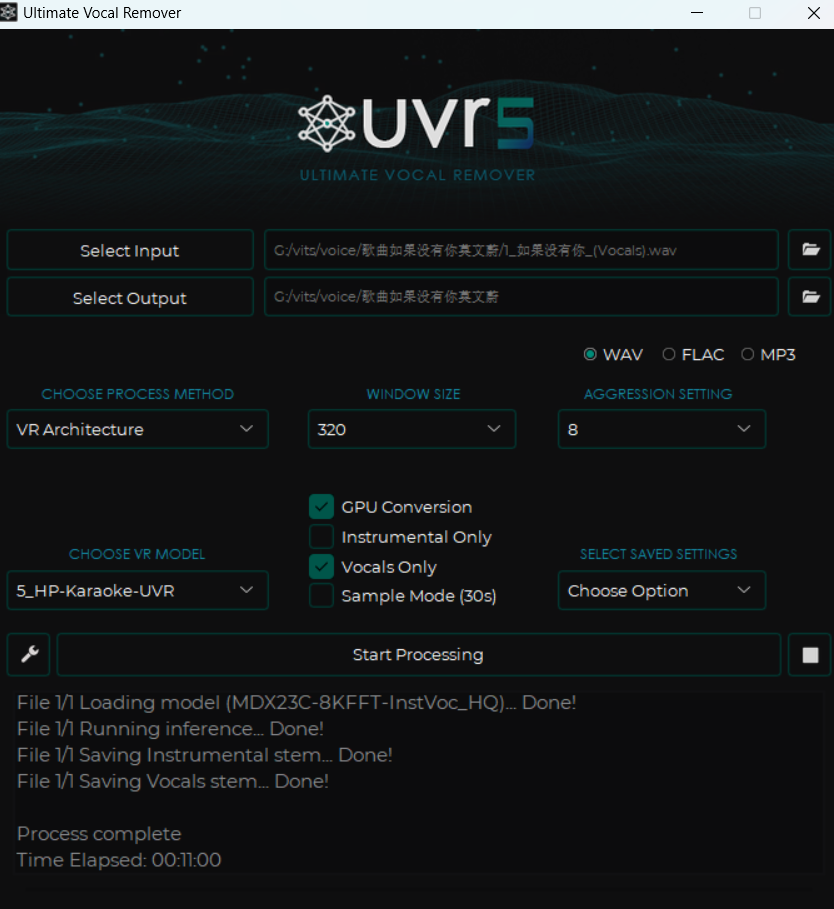 Ultimate Vocal Remover
uvr5
ULTIMATE VOCAL REMOVER
Select Input
G:/vits/voice/歌曲如果没有你莫文蔚/1_如果没有你_(Vocals).wav
Select Output
G:/vits/voice/歌曲如果没有你莫文蔚
WAV FLAC MP3
CHOOSE PROCESS METHOD WINDOW SIZE AGGRESSION SETTING
VR Architecture 320 8
GPU Conversion
Instrumental Only
CHOOSE VR MODEL Vocals Only SELECT SAVED SETTINGS
5_HP-Karaoke-UVR Sample Mode (30s) Choose Option
Start Processing
File 1/1 Loading model (MDX23C-8KFFT-InstVoc_HQ)... Done!
File 1/1 Running inference... Done!
File 1/1 Saving Instrumental stem... Done!
File 1/1 Saving Vocals stem... Done!
Process complete
Time Elapsed: 00:11:00